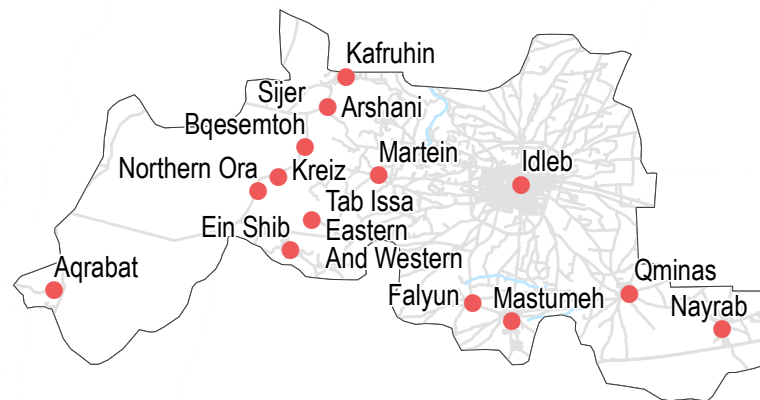 Kafruhin
Sijer
Arshani
Bqesemtoh
Martein
Idleb
Northern Ora
Kreiz
Tab Issa
Eastern
And Western
Ein Shib
Aqrabat
Qminas
Falyun
Mastumeh
Nayrab